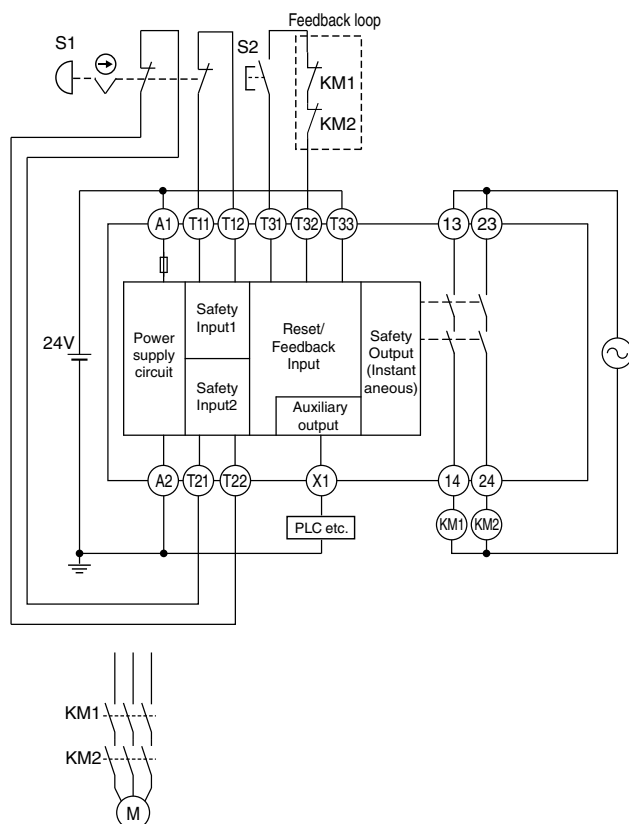 Feedback loop
S1
S2
KM1
KM2
A1
T11
T12
T31
T32
T33
13
23
24V
Power
supply
circuit
Safety
Input1
Safety
Input2
Reset/
Feedback
Input
Auxiliary
output
Safety
Output
(Instant
aneous)
A2
T21
T22
X1
14
24
PLC etc.
KM1
KM2
KM1
KM2
M